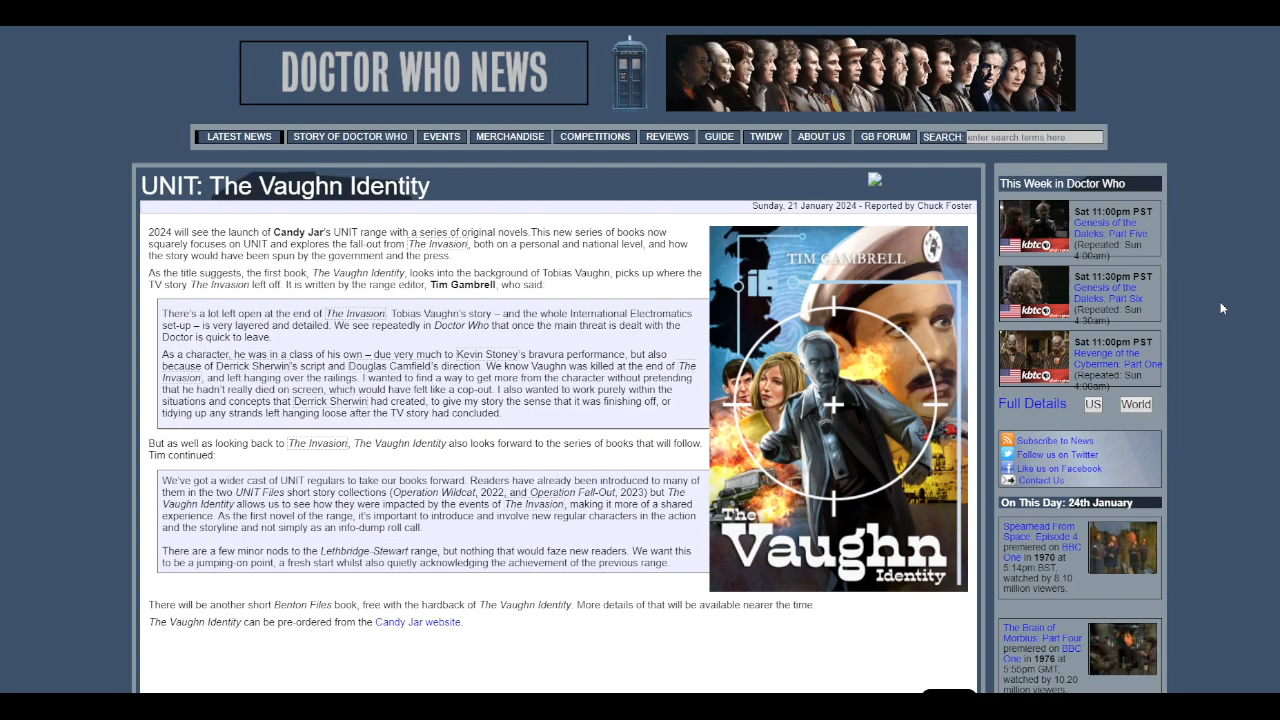 DOCTOR WHO NEWS
LATEST NEWS
STORY OF DOCTOR WHO
EVENTS
MERCHANDISE
COMPETITIONS
REVIEWS
GUIDE
TWIDW
ABOUT US
GB FORUM
SEARCH: enter search terms here
UNIT: The Vaughn Identity
Sunday, 21 January 2024 - Reported by Chuck Foster
2024 will see the launch of Candy Jar's UNIT range with a series of original novels.This new series of books now
squarely focuses on UNIT and explores the fall-out from The Invasion, both on a personal and national level, and how
the story would have been spun by the government and the press.
As the title suggests, the first book, The Vaughn Identity, looks into the background of Tobias Vaughn, picks up where the
TV story The Invasion left off. It is written by the range editor, Tim Gambrell, who said:
There's a lot left open at the end of The Invasion. Tobias Vaughn's story – and the whole International Electromatics
set-up – is very layered and detailed. We see repeatedly in Doctor Who that once the main threat is dealt with the
Doctor is quick to leave.
As a character, he was in a class of his own – due very much to Kevin Stoney's bravura performance, but also
because of Derrick Sherwin's script and Douglas Camfield's direction. We know Vaughn was killed at the end of The
Invasion, and left hanging over the railings. I wanted to find a way to get more from the character without pretending
that he hadn't really died on screen, which would have felt like a cop-out. I also wanted to work purely within the
situations and concepts that Derrick Sherwin had created, to give my story the sense that it was finishing off, or
tidying up any strands left hanging loose after the TV story had concluded.
But as well as looking back to The Invasion, The Vaughn Identity also looks forward to the series of books that will follow.
Tim continued:
We've got a wider cast of UNIT regulars to take our books forward. Readers have already been introduced to many of
them in the two UNIT Files short story collections (Operation Wildcat, 2022, and Operation Fall-Out, 2023) but The
Vaughn Identity allows us to see how they were impacted by the events of The Invasion, making it more of a shared
experience. As the first novel of the range, it's important to introduce and involve new regular characters in the action
and the storyline and not simply as an info-dump roll call.
There are a few minor nods to the Lethbridge-Stewart range, but nothing that would faze new readers. We want this
to be a jumping-on point, a fresh start whilst also quietly acknowledging the achievement of the previous range.
There will be another short Benton Files book, free with the hardback of The Vaughn Identity. More details of that will be available nearer the time.
The Vaughn Identity can be pre-ordered from the Candy Jar website.
TIM GAMBRELL
iE
The
Vaughn
Identity
This Week in Doctor Who
kbtc
Sat 11:00pm PST
Genesis of the
Daleks: Part Five
(Repeated: Sun
4:00am)
kbtc
Sat 11:30pm PST
Genesis of the
Daleks: Part Six
(Repeated: Sun
4:30am)
kbtc
Sun 11:00pm PST
Revenge of the
Cybermen: Part One
(Repeated: Sun
4:00am)
Full Details
US
World
Subscribe to News
Follow us on Twitter
Like us on Facebook
Contact Us
On This Day: 24th January
Spearhead From
Space: Episode 4
premiered on BBC
One in 1970 at
5:14pm BST,
watched by 8.10
million viewers.
The Brain of
Morbius: Part Four
premiered on BBC
One in 1976 at
5:55pm GMT,
watched by 10.20
million viewers.